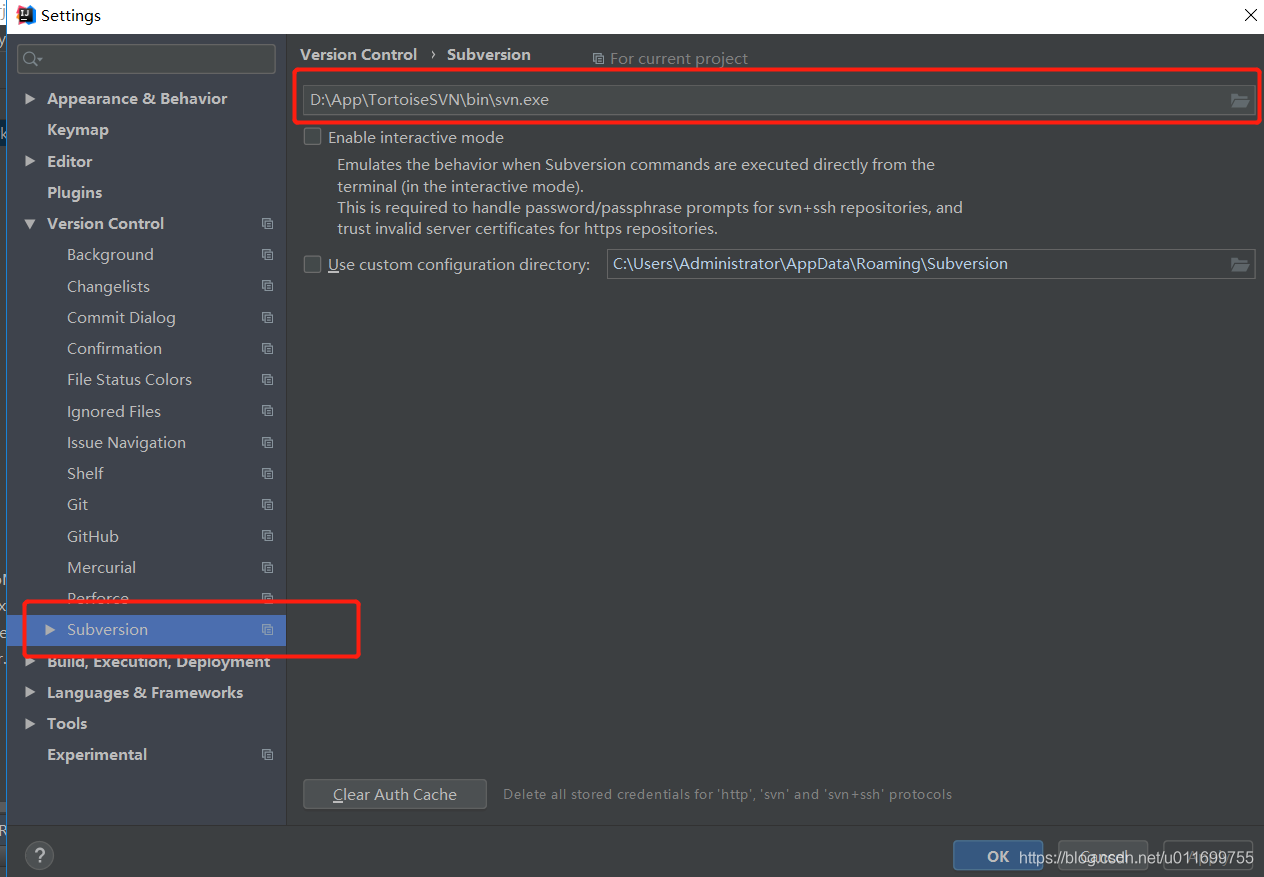 Settings
Appearance & Behavior
Keymap
Editor
Plugins
Version Control
Background
Changelists
Commit Dialog
Confirmation
File Status Colors
Ignored Files
Issue Navigation
Shelf
Git
GitHub
Mercurial
Perforce
Subversion
Build, Execution, Deployment
Languages & Frameworks
Tools
Experimental
Version Control › Subversion For current project
D:\App\TortoiseSVN\bin\svn.exe
Enable interactive mode
Emulates the behavior when Subversion commands are executed directly from the
terminal (in the interactive mode).
This is required to handle password/passphrase prompts for svn+ssh repositories, and
trust invalid server certificates for https repositories.
Use custom configuration directory: C:\Users\Administrator\AppData\Roaming\Subversion
Clear Auth Cache Delete all stored credentials for 'http', 'svn' and 'svn+ssh' protocols
? OK Cancel
https://blog.csdn.net/u011699755